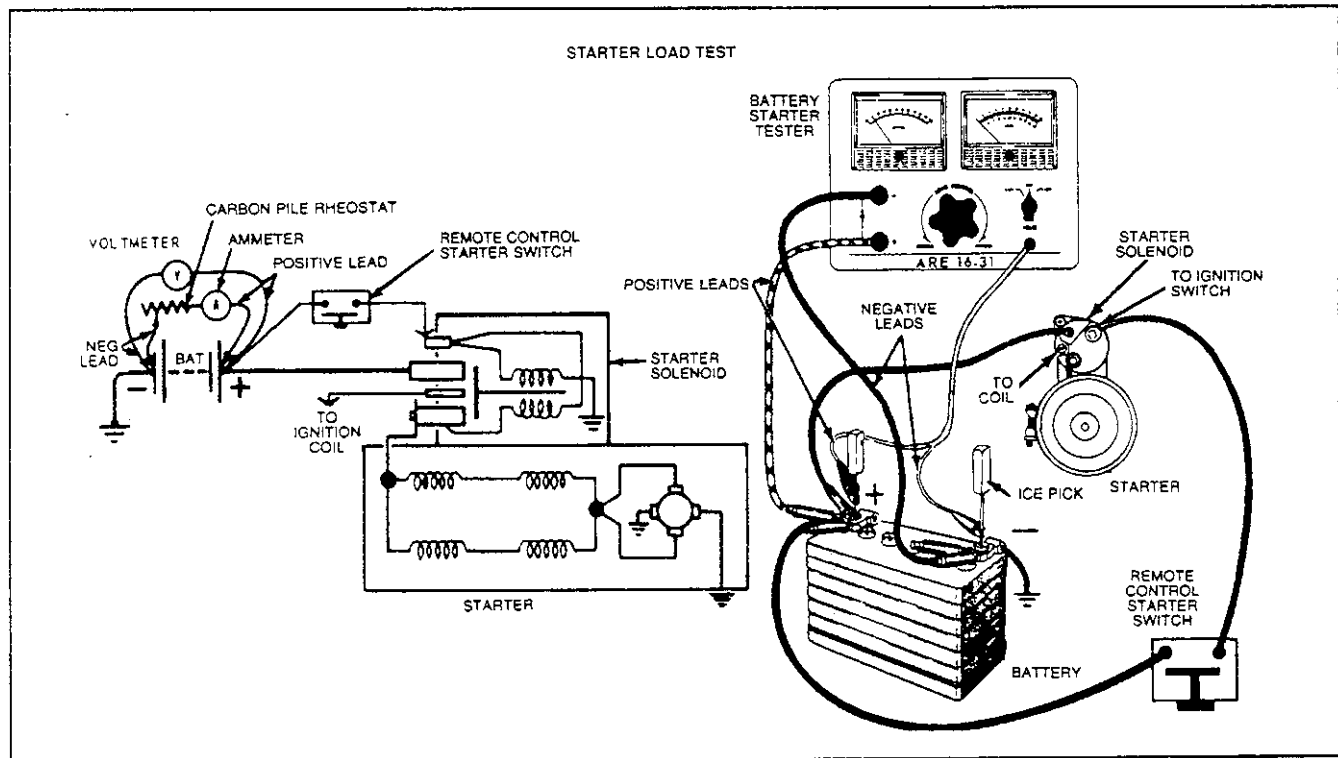 STARTER LOAD TEST
BATTERY
STARTER
TESTER
ARE 16-31
CARBON PILE RHEOSTAT
VOLTMETER
AMMETER
POSITIVE LEAD
REMOTE CONTROL
STARTER SWITCH
V
A
NEG
LEAD
BAT
-
+
TO
IGNITION
COIL
STARTER
SOLENOID
STARTER
POSITIVE LEADS
NEGATIVE
LEADS
STARTER
SOLENOID
TO IGNITION
SWITCH
TO
COIL
STARTER
ICE PICK
+
-
BATTERY
REMOTE
CONTROL
STARTER
SWITCH